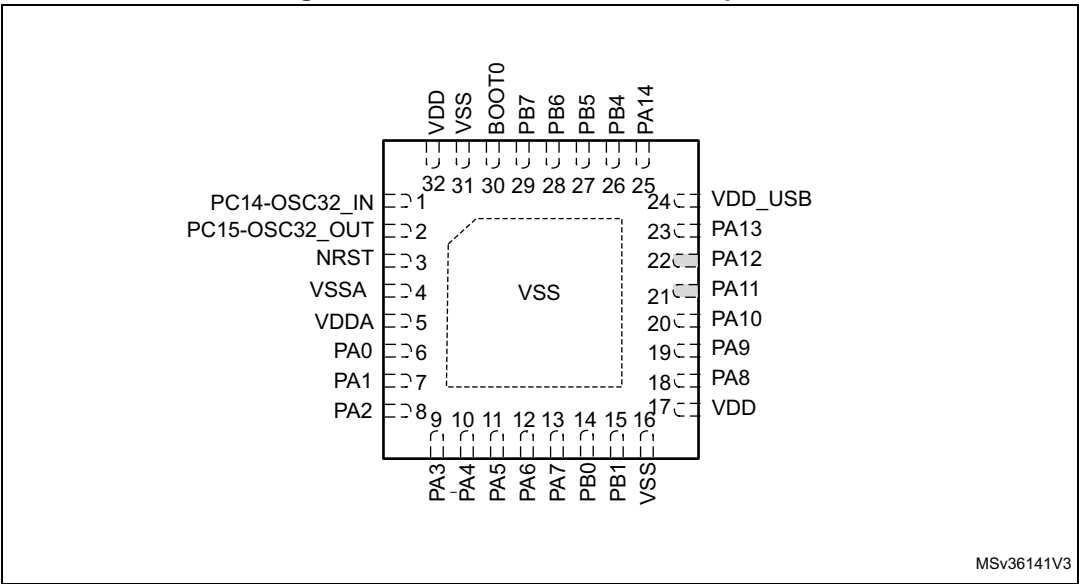 VDD
VSS
BOOT0
PB7
PB6
PB5
PB4
PA14
32 31 30 29 28 27 26 25
PC14-OSC32_IN 1
PC15-OSC32_OUT 2
NRST 3
VSSA 4
VDDA 5
PA0 6
PA1 7
PA2 8
VSS
24 VDD_USB
23 PA13
22 PA12
21 PA11
20 PA10
19 PA9
18 PA8
17 VDD
9 10 11 12 13 14 15 16
PA3
PA4
PA5
PA6
PA7
PB0
PB1
VSS
MSv36141V3